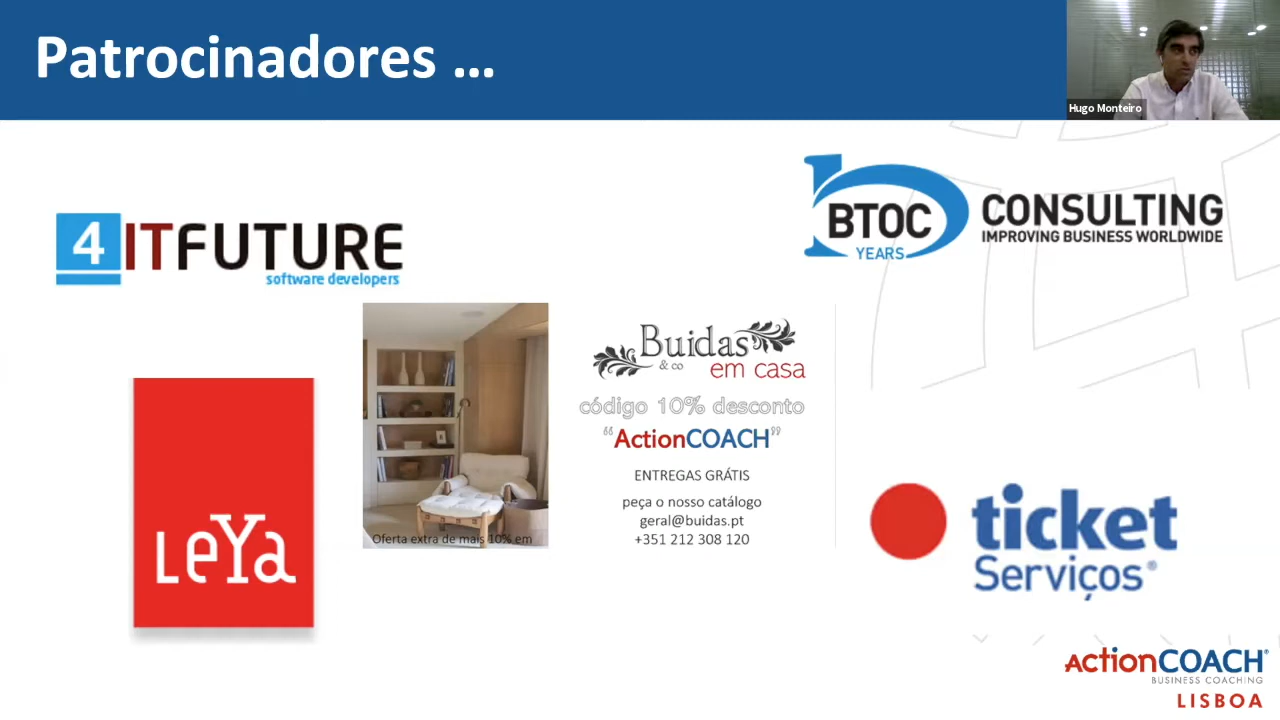 Patrocinadores ...
Hugo Monteiro
4 ITFUTURE
software developers
BTOC
YEARS
CONSULTING
IMPROVING BUSINESS WORLDWIDE
Buidas
& co
em casa
código 10% desconto
“ActionCOACH”
ENTREGAS GRÁTIS
peça o nosso catálogo
geral@buidas.pt
+351 212 308 120
Oferta extra de mais 10% em
LeYa
ticket
Serviços®
ActionCOACH®
BUSINESS COACHING
LISBOA